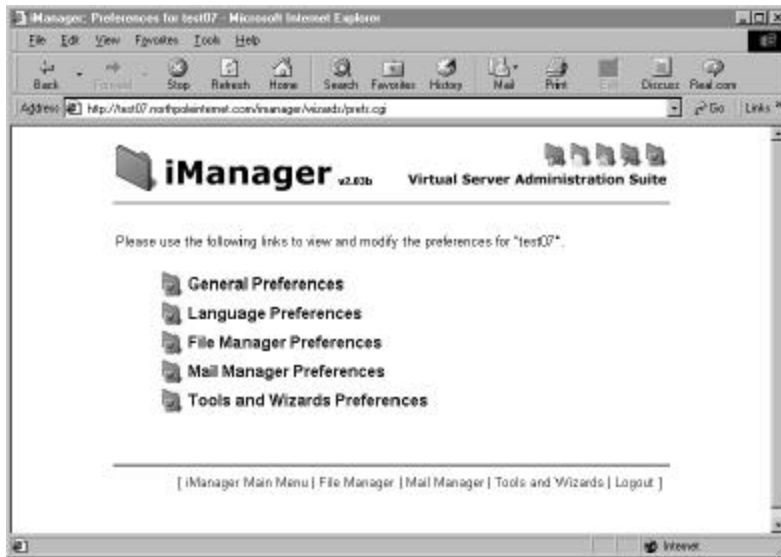 iManager: Preferences for test07 - Microsoft Internet Explorer
File Edit View Favorites Tools Help
Back Forward Stop Refresh Home Search Favorites History Mail Print Edit Discuss Real.com
Address http://test07.northpoleinternet.com/imanager/wizards/prefs.cgi Go Links »
iManager v2.03b Virtual Server Administration Suite
Please use the following links to view and modify the preferences for "test07".
General Preferences
Language Preferences
File Manager Preferences
Mail Manager Preferences
Tools and Wizards Preferences
[ iManager Main Menu | File Manager | Mail Manager | Tools and Wizards | Logout ]
Internet